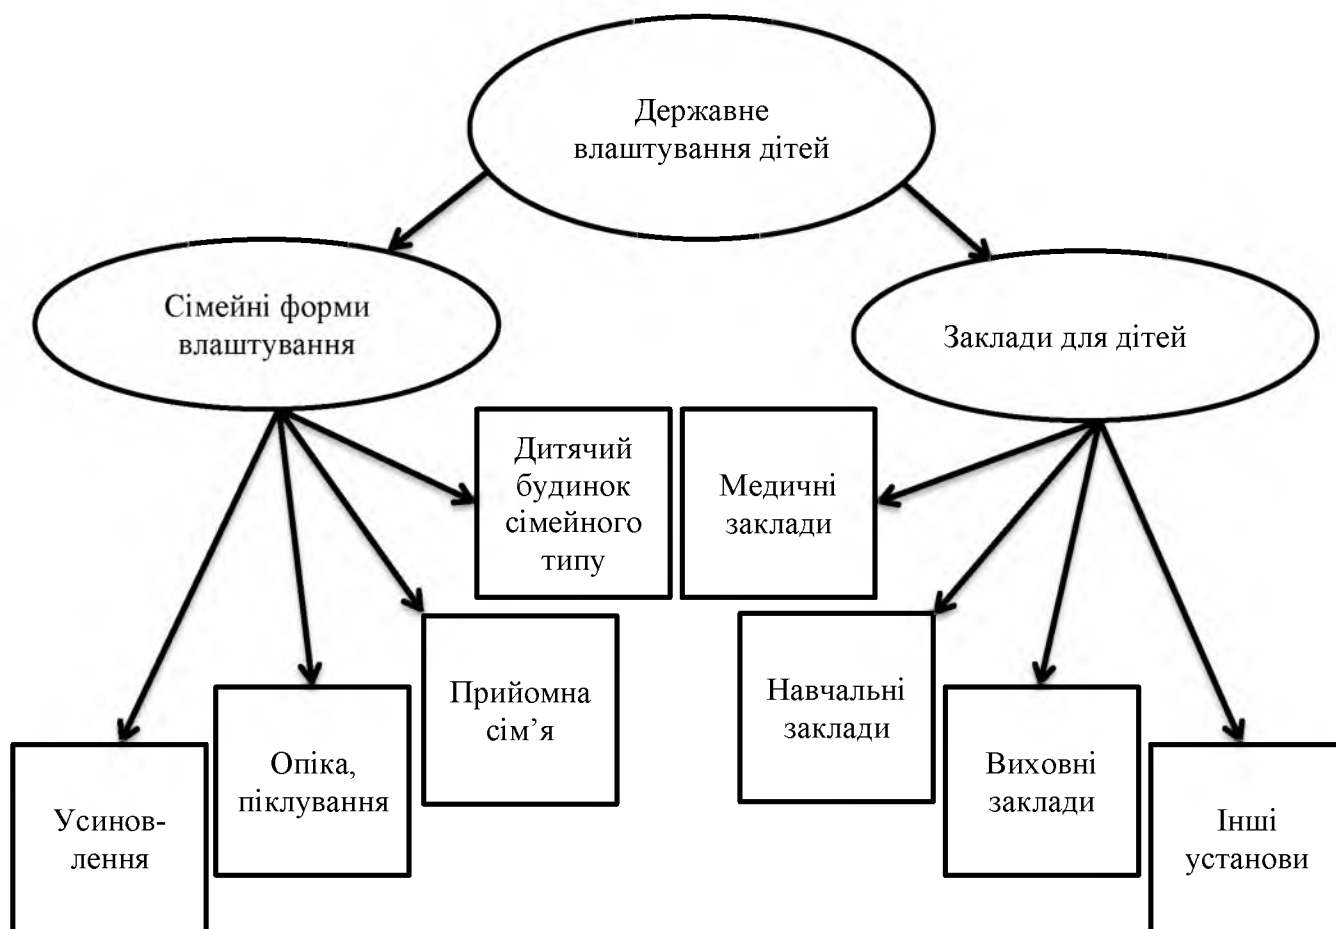 Державне
влаштування дітей
Сімейні форми
влаштування
Заклади для дітей
Дитячий
будинок
сімейного
типу
Медичні
заклади
Прийомна
сім’я
Навчальні
заклади
Опіка,
піклування
Виховні
заклади
Усинов-
лення
Інші
установи